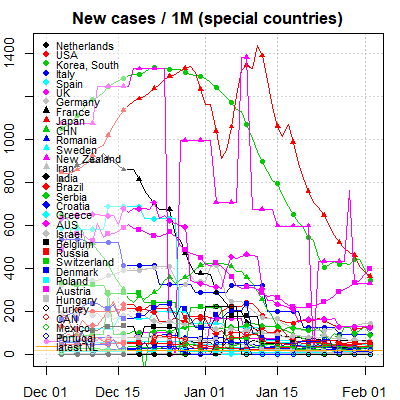 New cases / 1M (special countries)
1400
1200
1000
800
600
400
200
0
Netherlands
USA
Korea, South
Italy
Spain
UK
Germany
France
Japan
CHN
Romania
Sweden
New Zealand
Iran
India
Brazil
Serbia
Croatia
Greece
AUS
Israel
Belgium
Russia
Switzerland
Denmark
Poland
Austria
Hungary
Turkey
CAN
Mexico
Portugal
latest NL
Dec 01 Dec 15 Jan 01 Jan 15 Feb 01